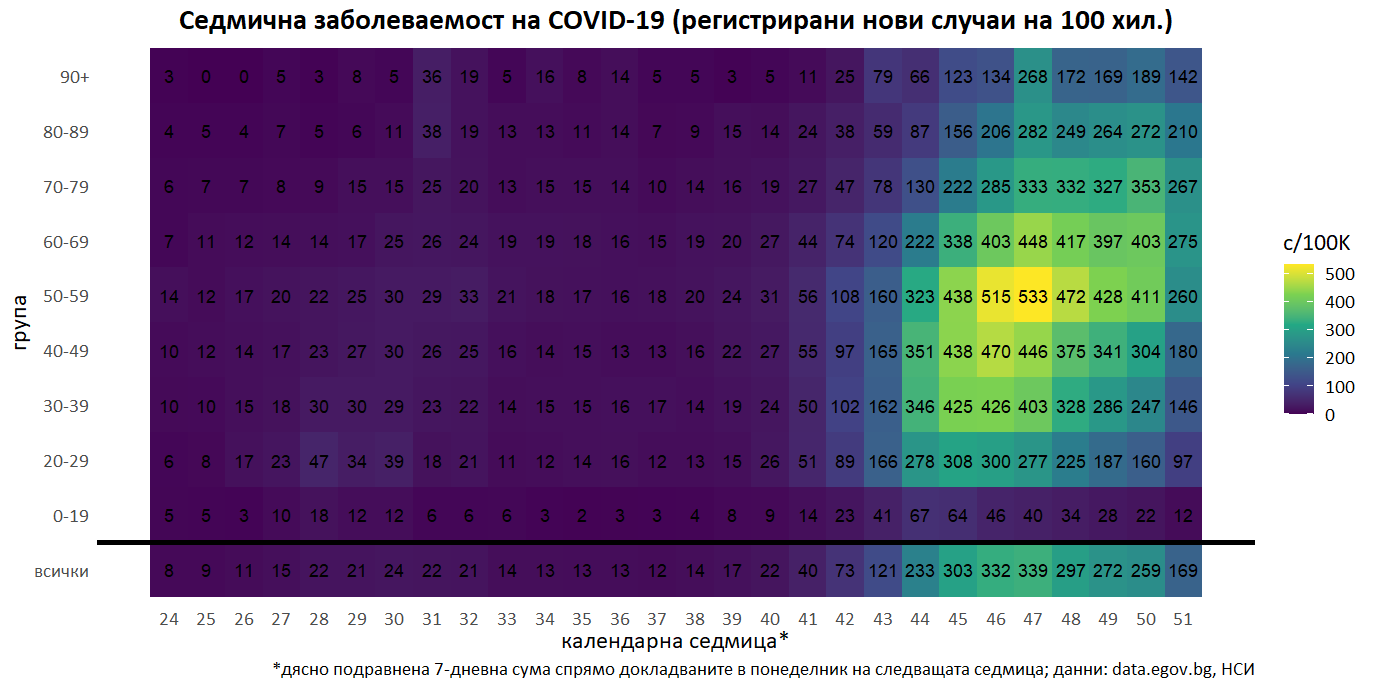 Седмична заболеваемост на COVID-19 (регистрирани нови случаи на 100 хил.)
90+ 3 0 0 5 3 8 5 36 19 5 16 8 14 5 5 3 5 11 25 79 66 123 134 268 172 169 189 142
80-89 4 5 4 7 5 6 11 38 19 13 13 11 14 7 9 15 14 24 38 59 87 156 206 282 249 264 272 210
70-79 6 7 7 8 9 15 15 25 20 13 15 15 14 10 14 16 19 27 47 78 130 222 285 333 332 327 353 267
60-69 7 11 12 14 14 17 25 26 24 19 19 18 16 15 19 20 27 44 74 120 222 338 403 448 417 397 403 275
50-59 14 12 17 20 22 25 30 29 33 21 18 17 16 18 20 24 31 56 108 160 323 438 515 533 472 428 411 260
40-49 10 12 14 17 23 27 30 26 25 16 14 15 13 13 16 22 27 55 97 165 351 438 470 446 375 341 304 180
30-39 10 10 15 18 30 30 29 23 22 14 15 15 16 17 14 19 24 50 102 162 346 425 426 403 328 286 247 146
20-29 6 8 17 23 47 34 39 18 21 11 12 14 16 12 13 15 26 51 89 166 278 308 300 277 225 187 160 97
0-19 5 5 3 10 18 12 12 6 6 6 3 2 3 3 4 8 9 14 23 41 67 64 46 40 34 28 22 12
всички 8 9 11 15 22 21 24 22 21 14 13 13 13 12 14 17 22 40 73 121 233 303 332 339 297 272 259 169
24 25 26 27 28 29 30 31 32 33 34 35 36 37 38 39 40 41 42 43 44 45 46 47 48 49 50 51
група
календарна седмица*
*дясно подравнена 7-дневна сума спрямо докладваните в понеделник на следващата седмица; данни: data.egov.bg, НСИ
c/100K
500
400
300
200
100
0